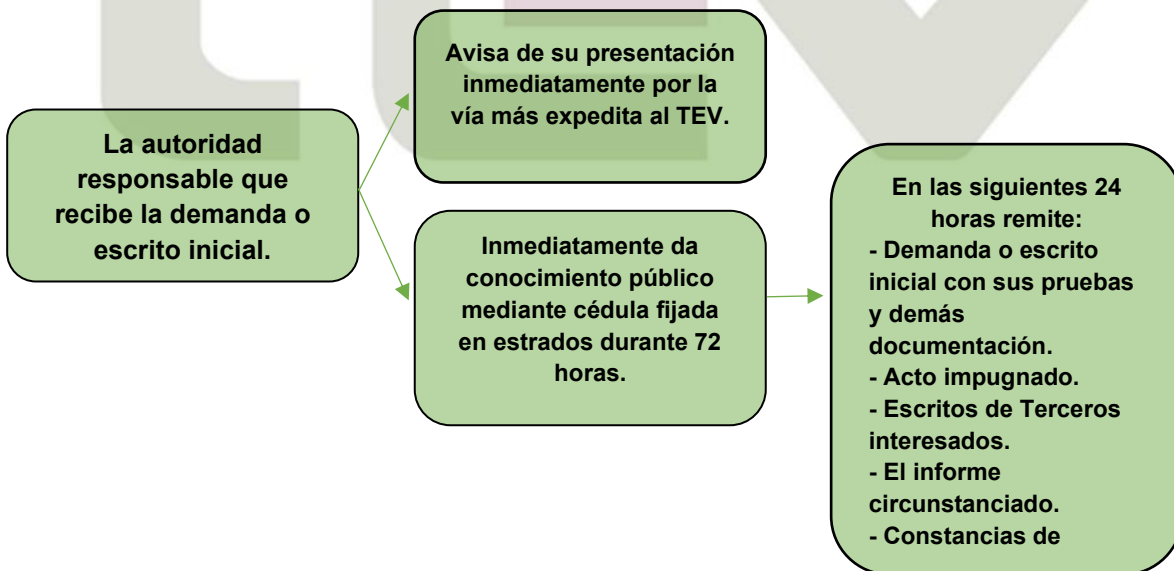 La autoridad
responsable que
recibe la demanda o
escrito inicial.
Avisa de su presentación
inmediatamente por la
vía más expedita al TEV.
Inmediatamente da
conocimiento público
mediante cédula fijada
en estrados durante 72
horas.
En las siguientes 24
horas remite:
- Demanda o escrito
inicial con sus pruebas
y demás
documentación.
- Acto impugnado.
- Escritos de Terceros
interesados.
- El informe
circunstanciado.
- Constancias de